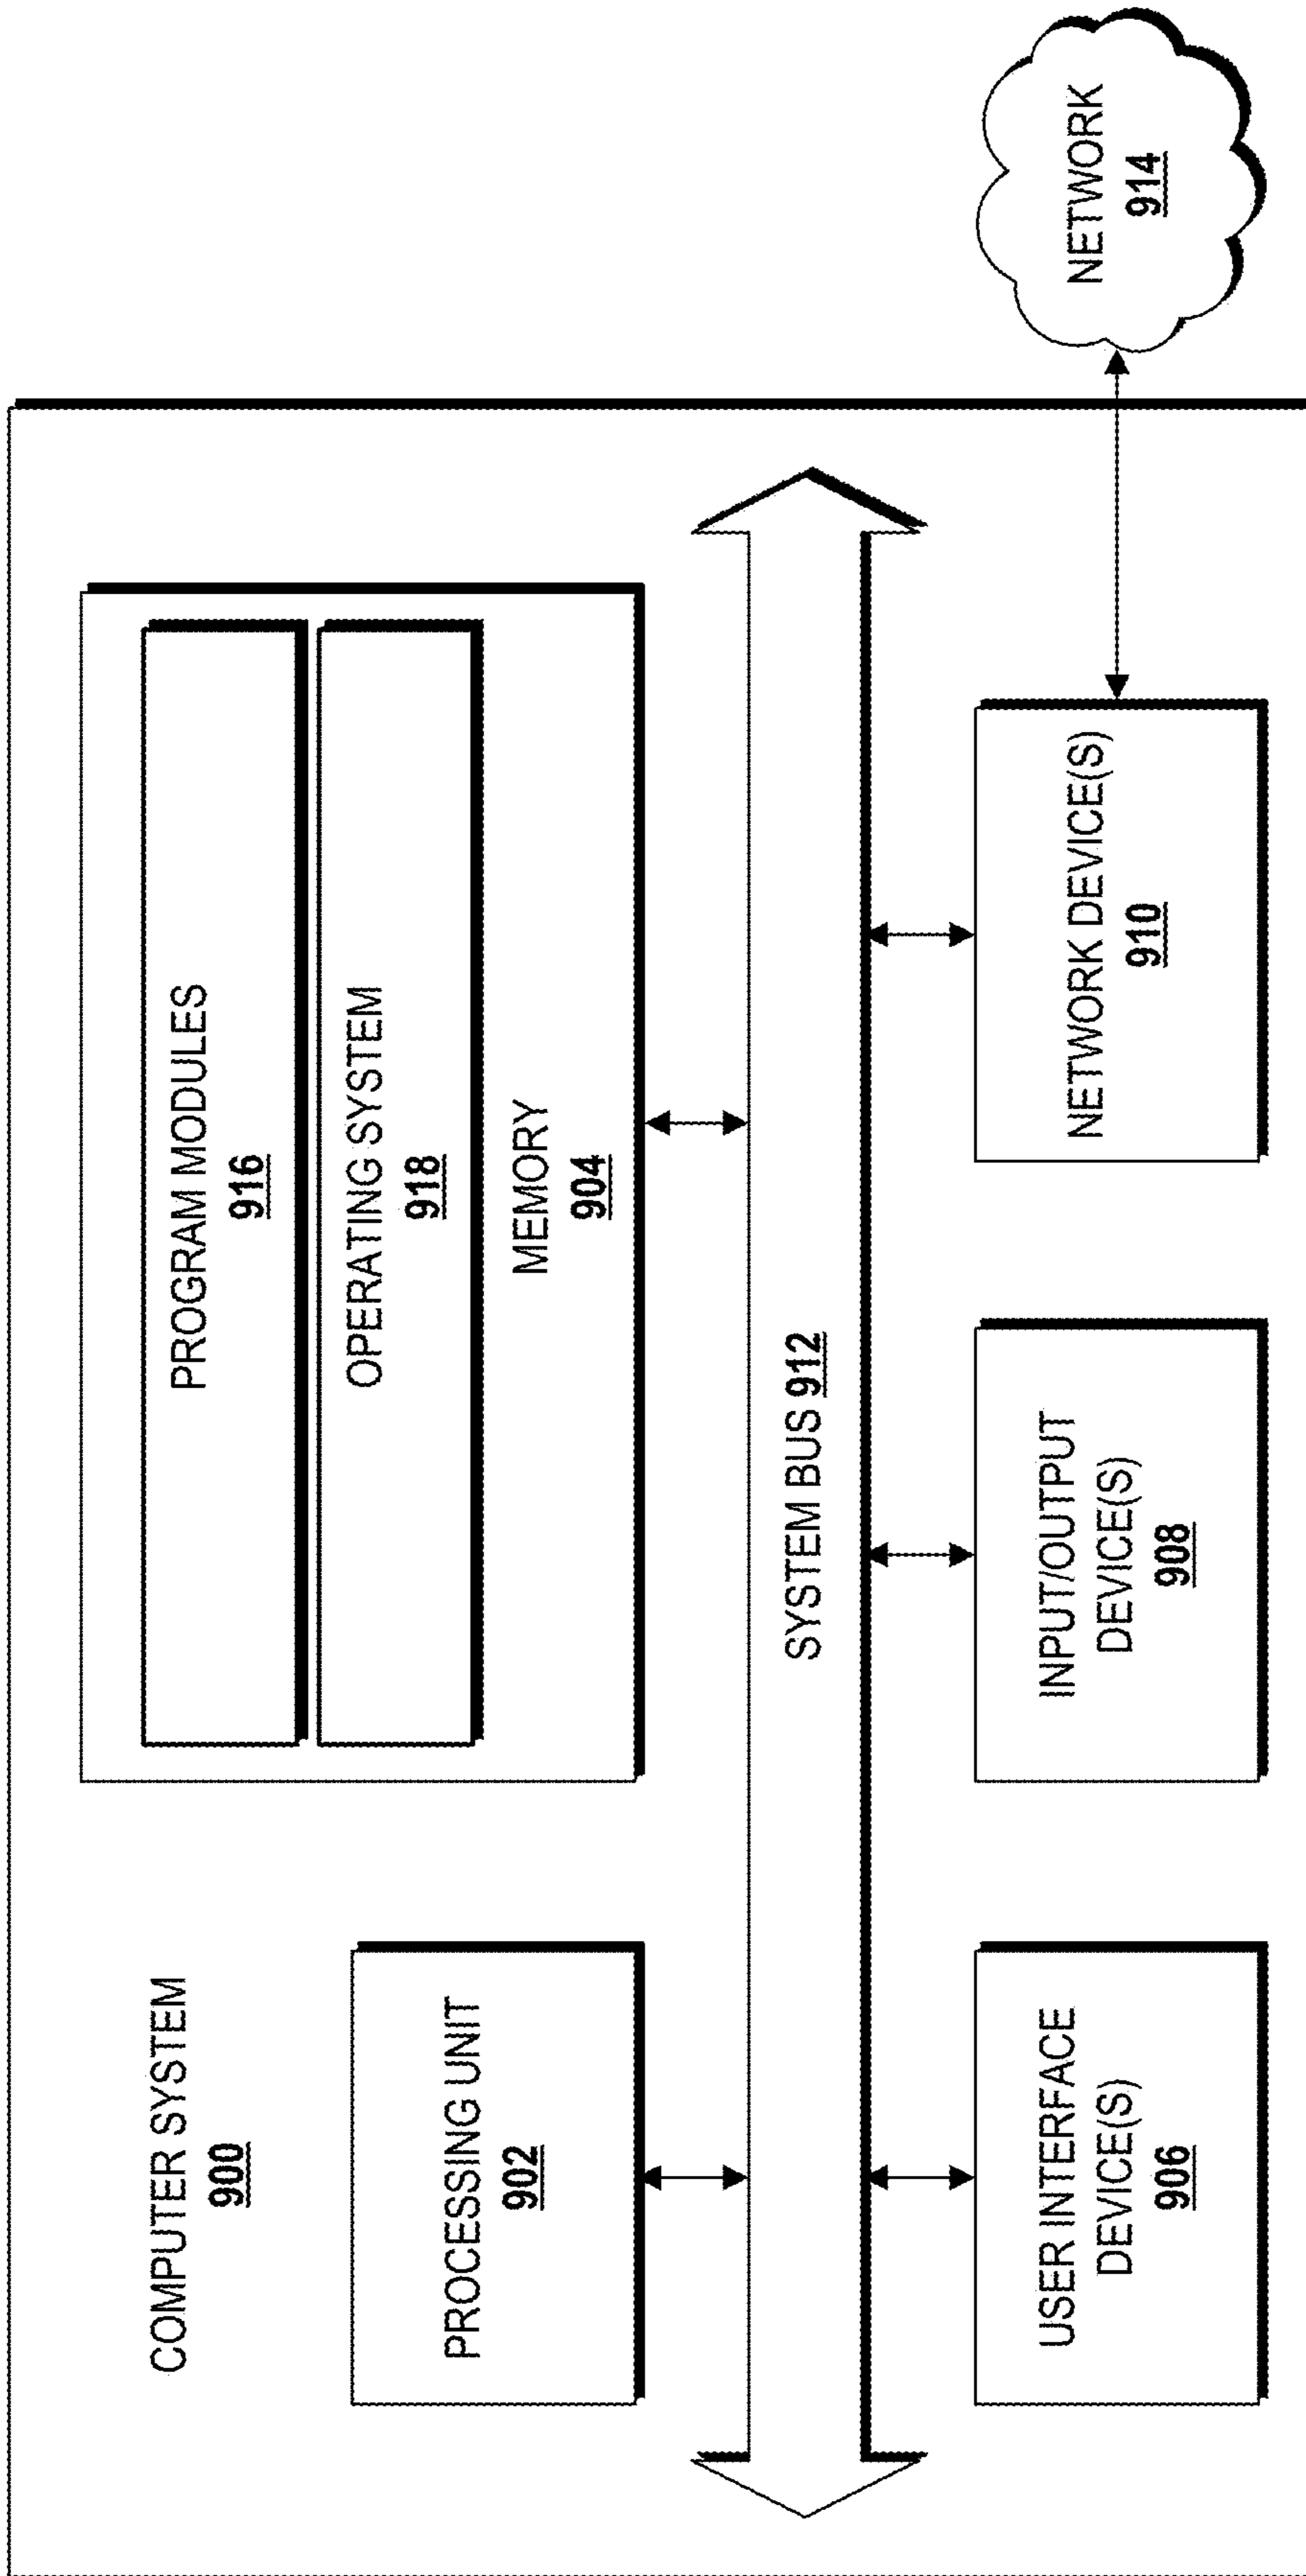 COMPUTER SYSTEM
900
PROCESSING UNIT
902
PROGRAM MODULES
916
OPERATING SYSTEM
918
MEMORY
904
SYSTEM BUS 912
USER INTERFACE
DEVICE(S)
906
INPUT/OUTPUT
DEVICE(S)
908
NETWORK DEVICE(S)
910
NETWORK
914